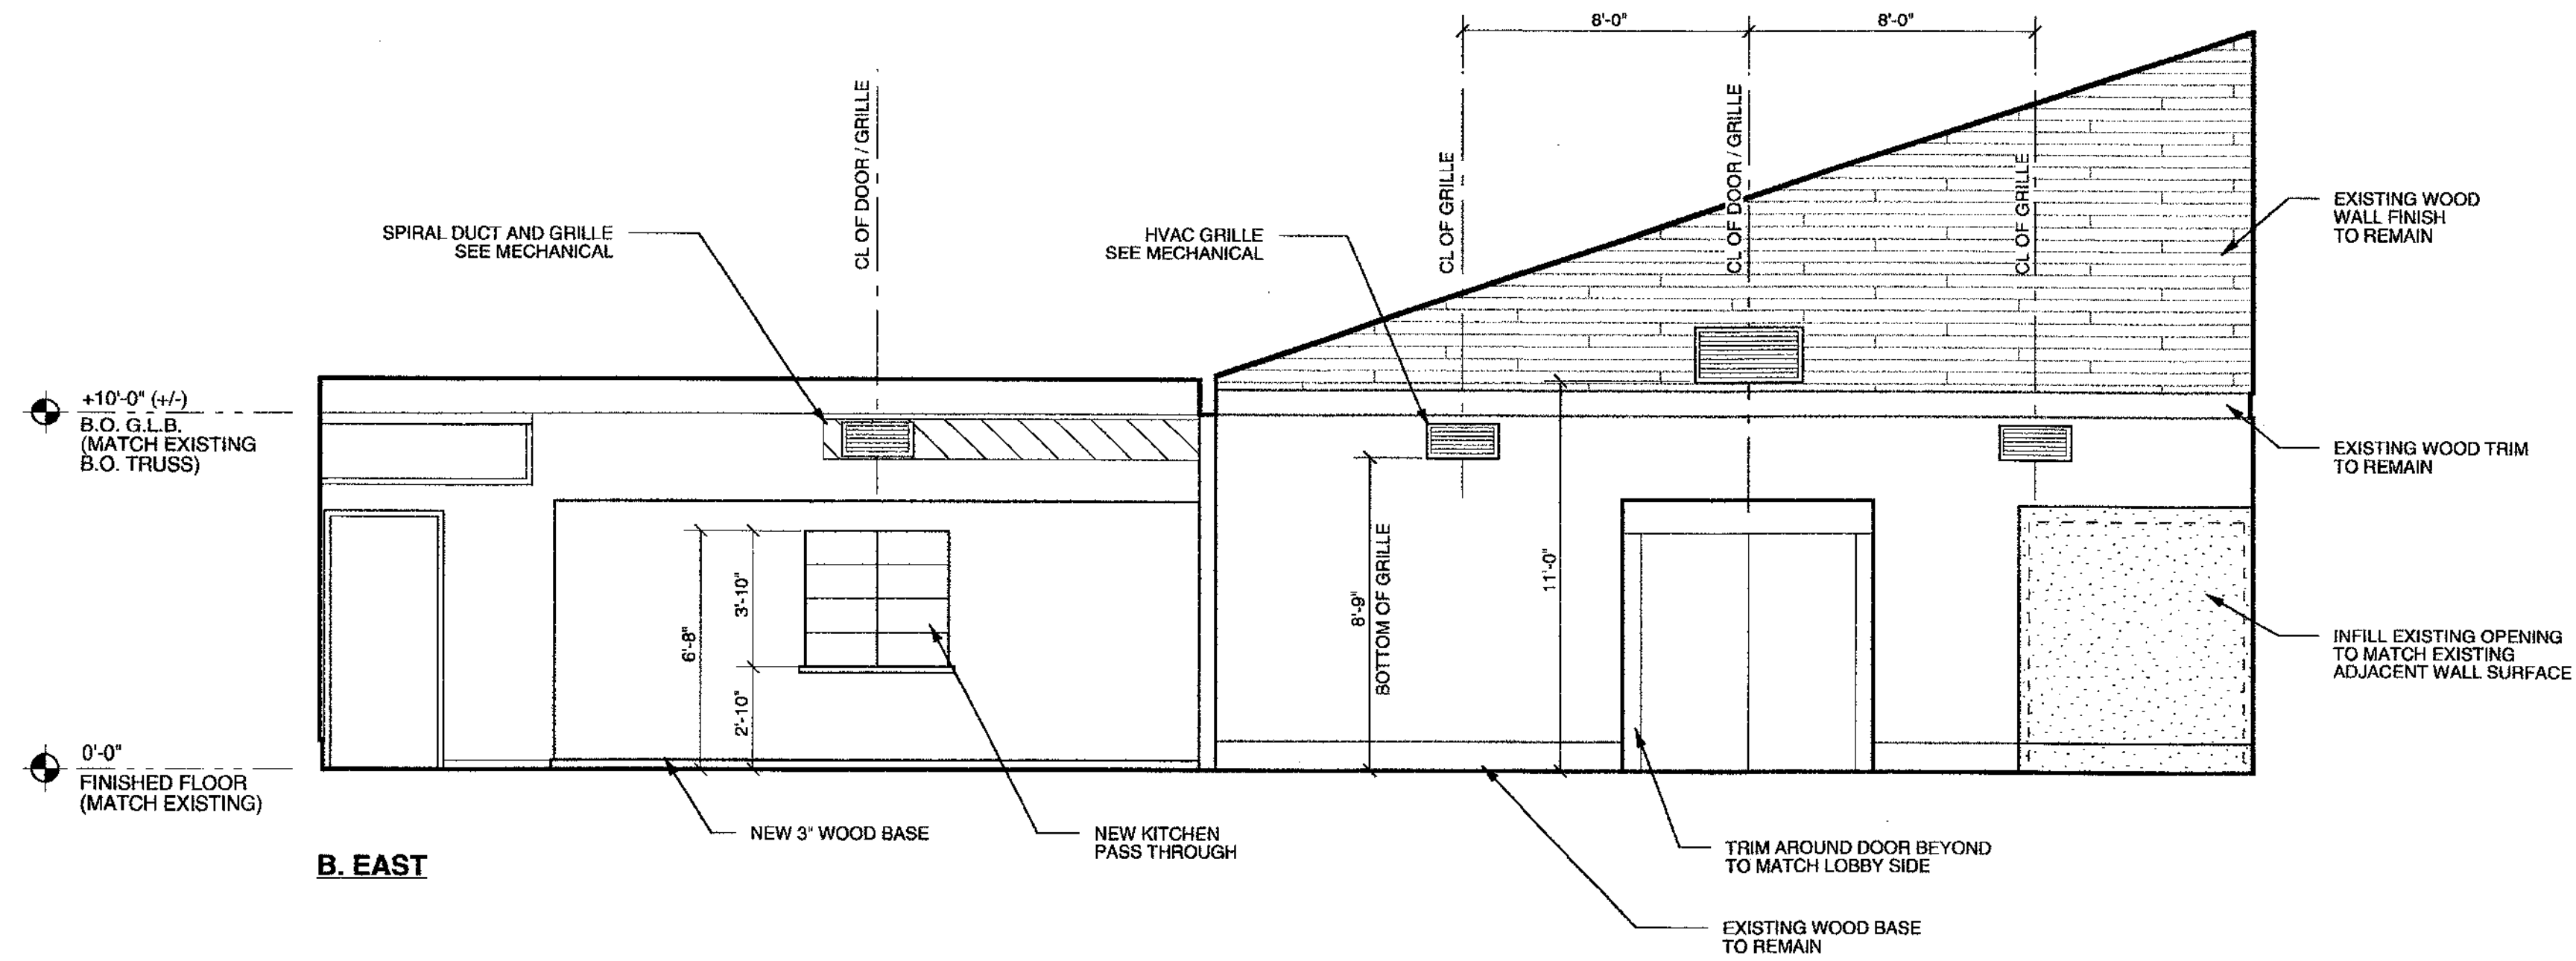 8'-0"
8'-0"
CL OF DOOR / GRILLE
CL OF GRILLE
CL OF DOOR / GRILLE
CL OF GRILLE
SPIRAL DUCT AND GRILLE
SEE MECHANICAL
HVAC GRILLE
SEE MECHANICAL
EXISTING WOOD
WALL FINISH
TO REMAIN
+10'-0" (+/-)
B.O. G.L.B.
(MATCH EXISTING
B.O. TRUSS)
EXISTING WOOD TRIM
TO REMAIN
6'-8"
3'-10"
2'-10"
8'-9"
BOTTOM OF GRILLE
11'-0"
INFILL EXISTING OPENING
TO MATCH EXISTING
ADJACENT WALL SURFACE
0'-0"
FINISHED FLOOR
(MATCH EXISTING)
NEW 3" WOOD BASE
NEW KITCHEN
PASS THROUGH
TRIM AROUND DOOR BEYOND
TO MATCH LOBBY SIDE
B. EAST
EXISTING WOOD BASE
TO REMAIN